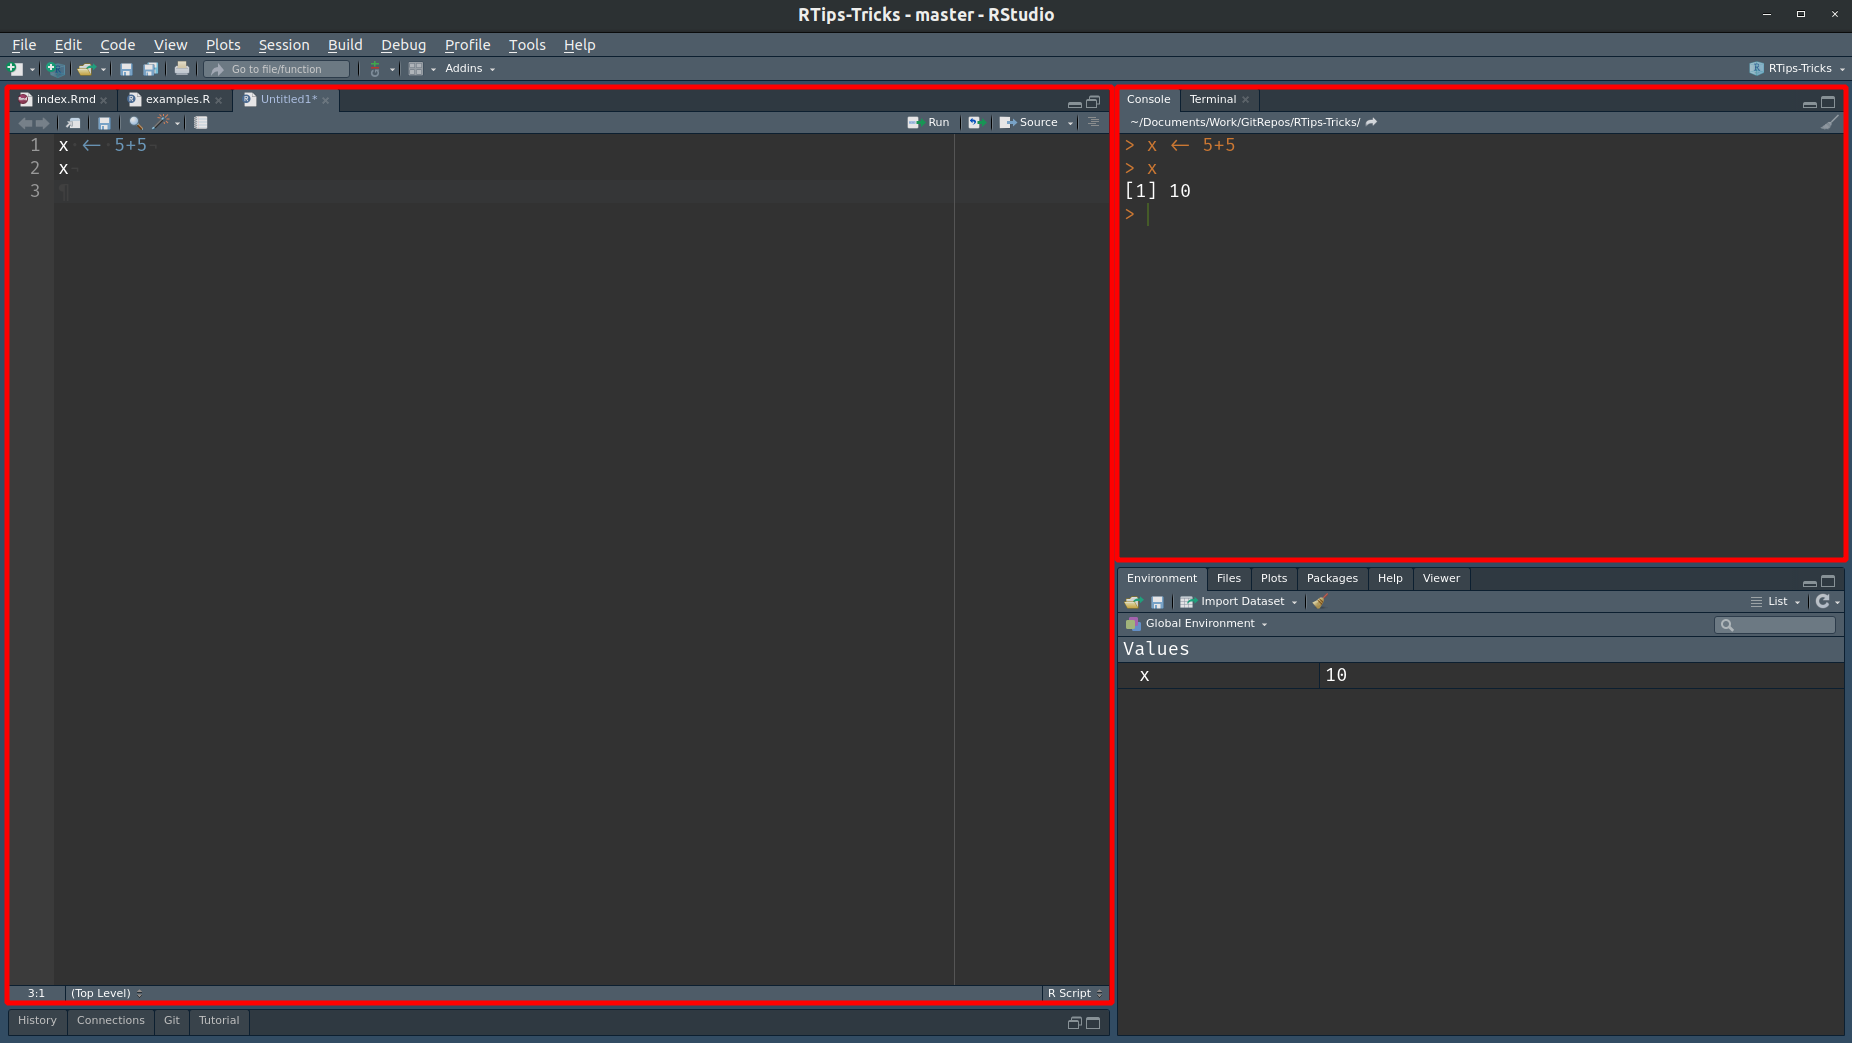 RTips-Tricks - master - RStudio
File Edit Code View Plots Session Build Debug Profile Tools Help
Go to file/function Addins RTips-Tricks
index.Rmd examples.R Untitled1*
Run Source
1 x <- 5+5
2 x
3
3:1 (Top Level) R Script
History Connections Git Tutorial
Console Terminal
~/Documents/Work/GitRepos/RTips-Tricks/
> x <- 5+5
> x
[1] 10
>
Environment Files Plots Packages Help Viewer
Import Dataset List
Global Environment
Values
x 10